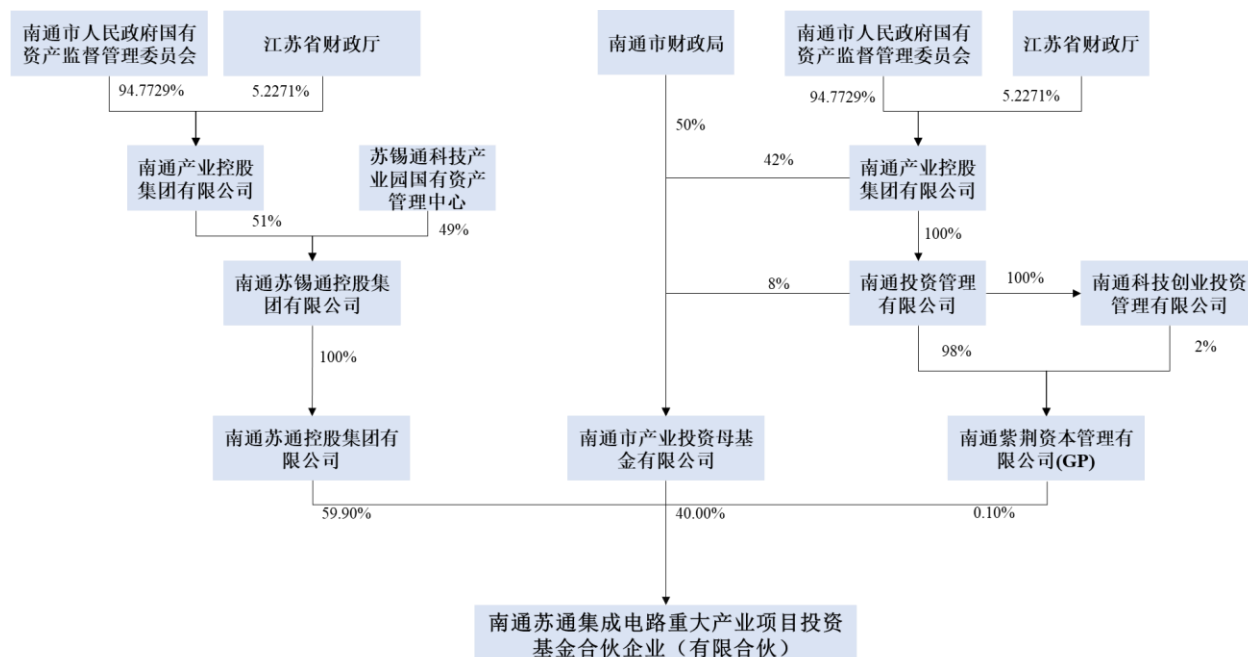 南通市人民政府国有
资产监督管理委员会
江苏省财政厅
南通市财政局
南通市人民政府国有
资产监督管理委员会
江苏省财政厅
94.7729%
5.2271%
94.7729%
5.2271%
50%
南通产业控股
集团有限公司
苏锡通科技产
业园国有资产
管理中心
42%
南通产业控股
集团有限公司
51%
49%
100%
南通苏锡通控股集
团有限公司
8%
南通投资管理
有限公司
100%
南通科技创业投资
管理有限公司
100%
98%
2%
南通苏通控股集团有
限公司
南通市产业投资母基
金有限公司
南通紫荆资本管理有
限公司(GP)
59.90%
40.00%
0.10%
南通苏通集成电路重大产业项目投资
基金合伙企业（有限合伙）